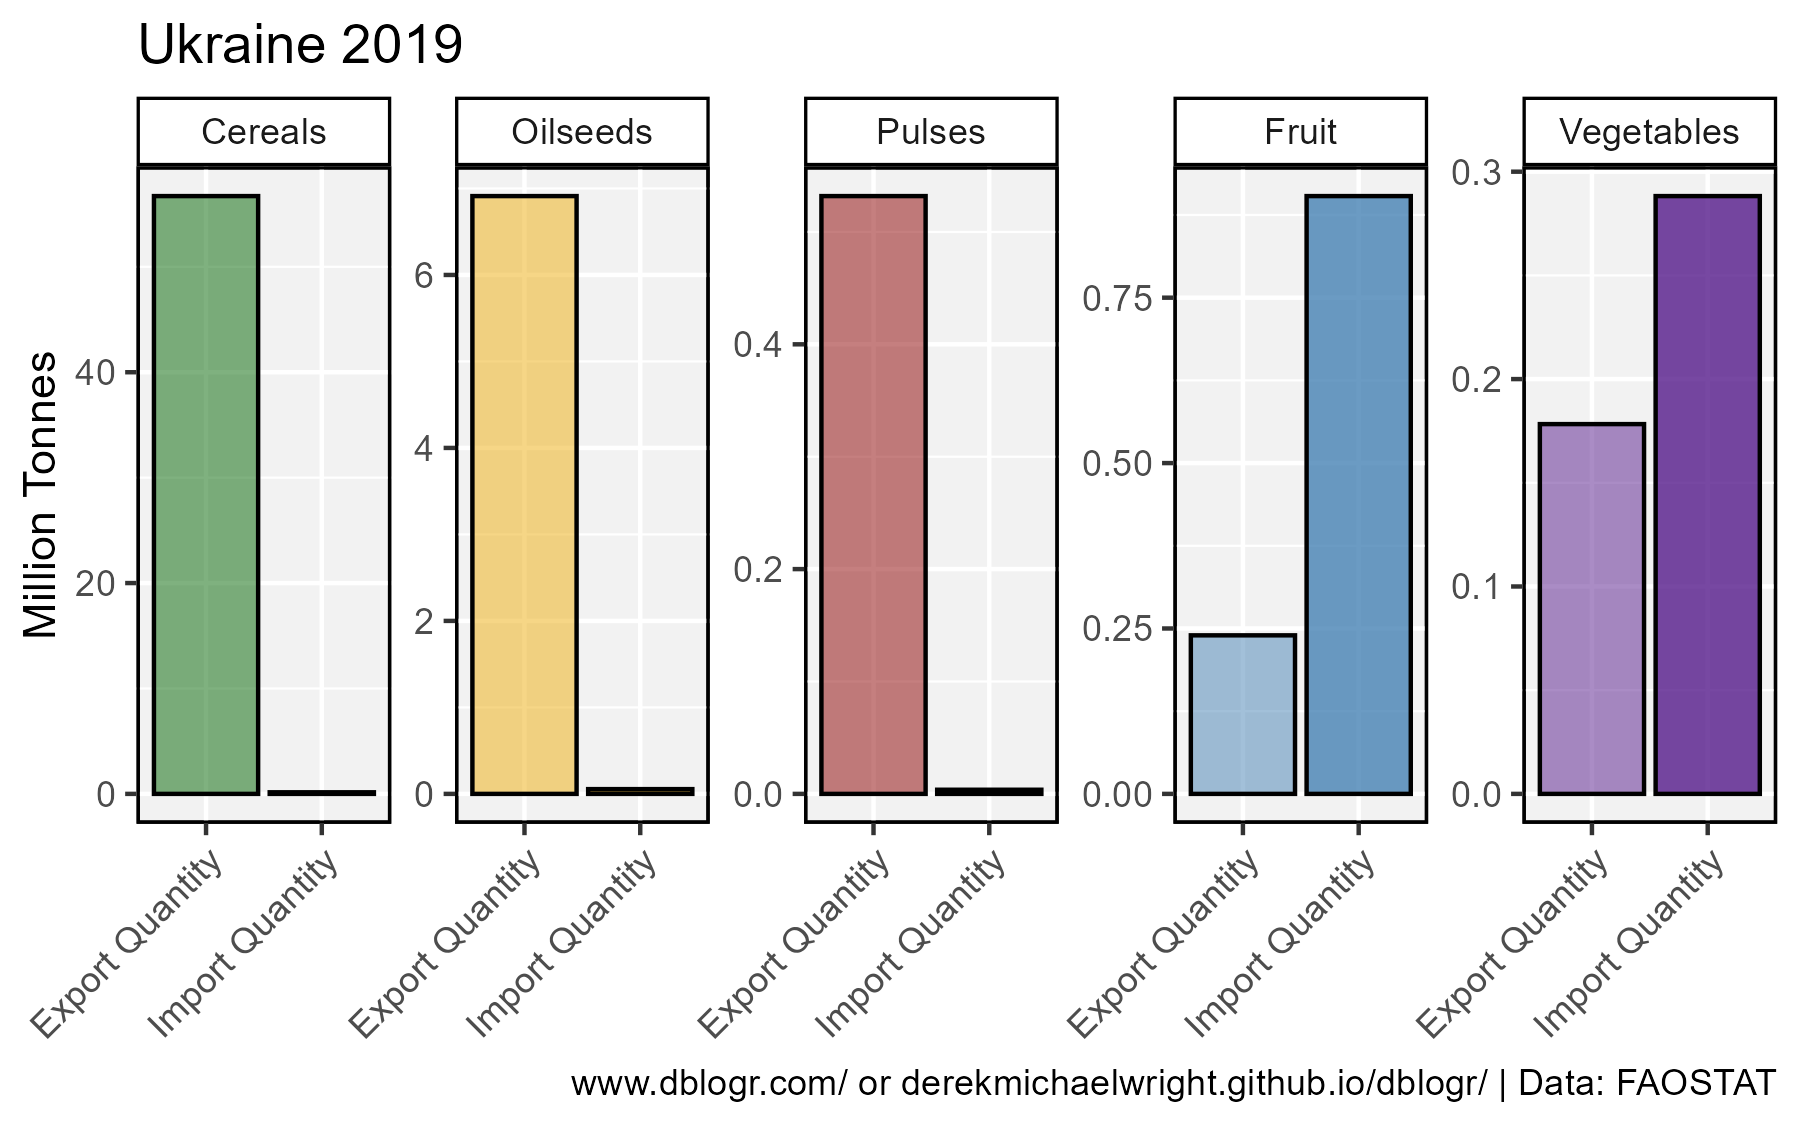 Ukraine 2019
Cereals
Oilseeds
Pulses
Fruit
Vegetables
Million Tonnes
40
20
0
6
4
2
0
0.4
0.2
0.0
0.75
0.50
0.25
0.00
0.3
0.2
0.1
0.0
Export Quantity
Import Quantity
Export Quantity
Import Quantity
Export Quantity
Import Quantity
Export Quantity
Import Quantity
Export Quantity
Import Quantity
www.dblogr.com/ or derekmichaelwright.github.io/dblogr/ | Data: FAOSTAT